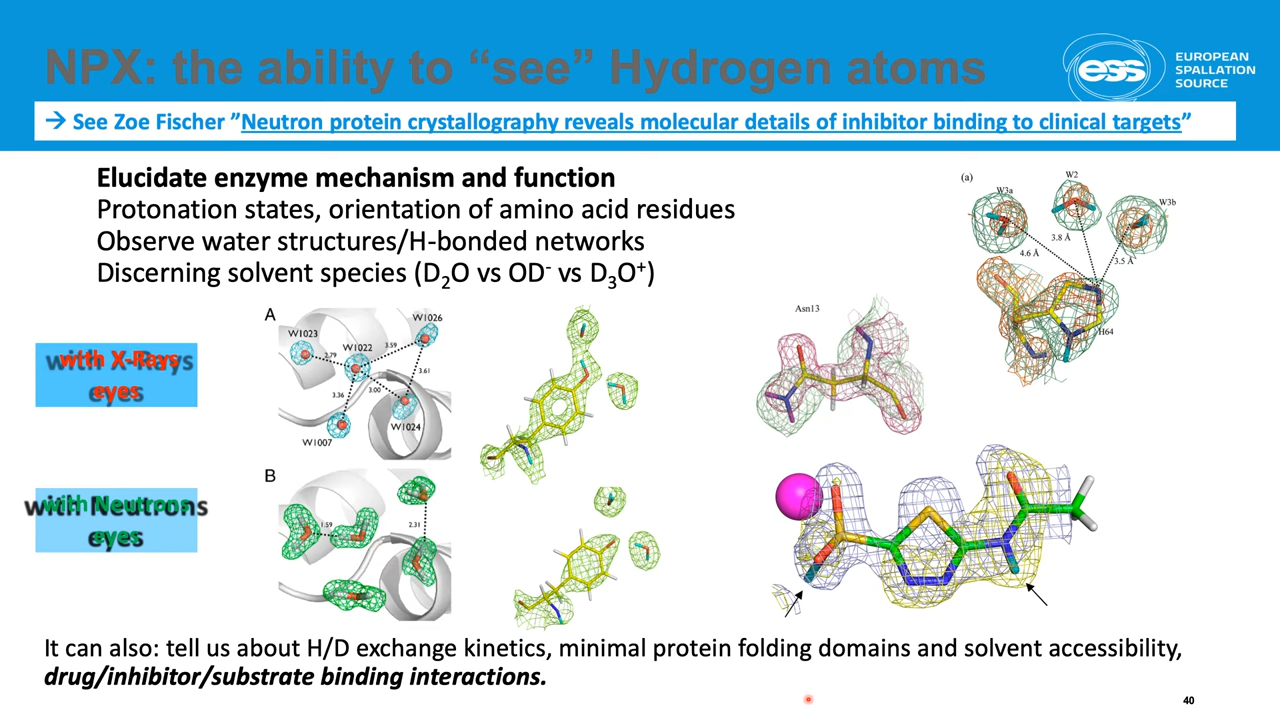 NPX: the ability to “see” Hydrogen atoms
ess
EUROPEAN
SPALLATION
SOURCE
→ See Zoe Fischer ”Neutron protein crystallography reveals molecular details of inhibitor binding to clinical targets”
Elucidate enzyme mechanism and function
Protonation states, orientation of amino acid residues
Observe water structures/H-bonded networks
Discerning solvent species (D₂O vs OD⁻ vs D₃O⁺)
(a)
W3a
W2
W3b
3.8 Å
4.6 Å
3.5 Å
H64
with X-Rays
eyes
A
W1023
W1026
W1022
2.79
3.59
3.61
3.36
3.00
W1007
W1024
Asn13
with Neutrons
eyes
B
1.59
2.31
It can also: tell us about H/D exchange kinetics, minimal protein folding domains and solvent accessibility,
drug/inhibitor/substrate binding interactions.
40